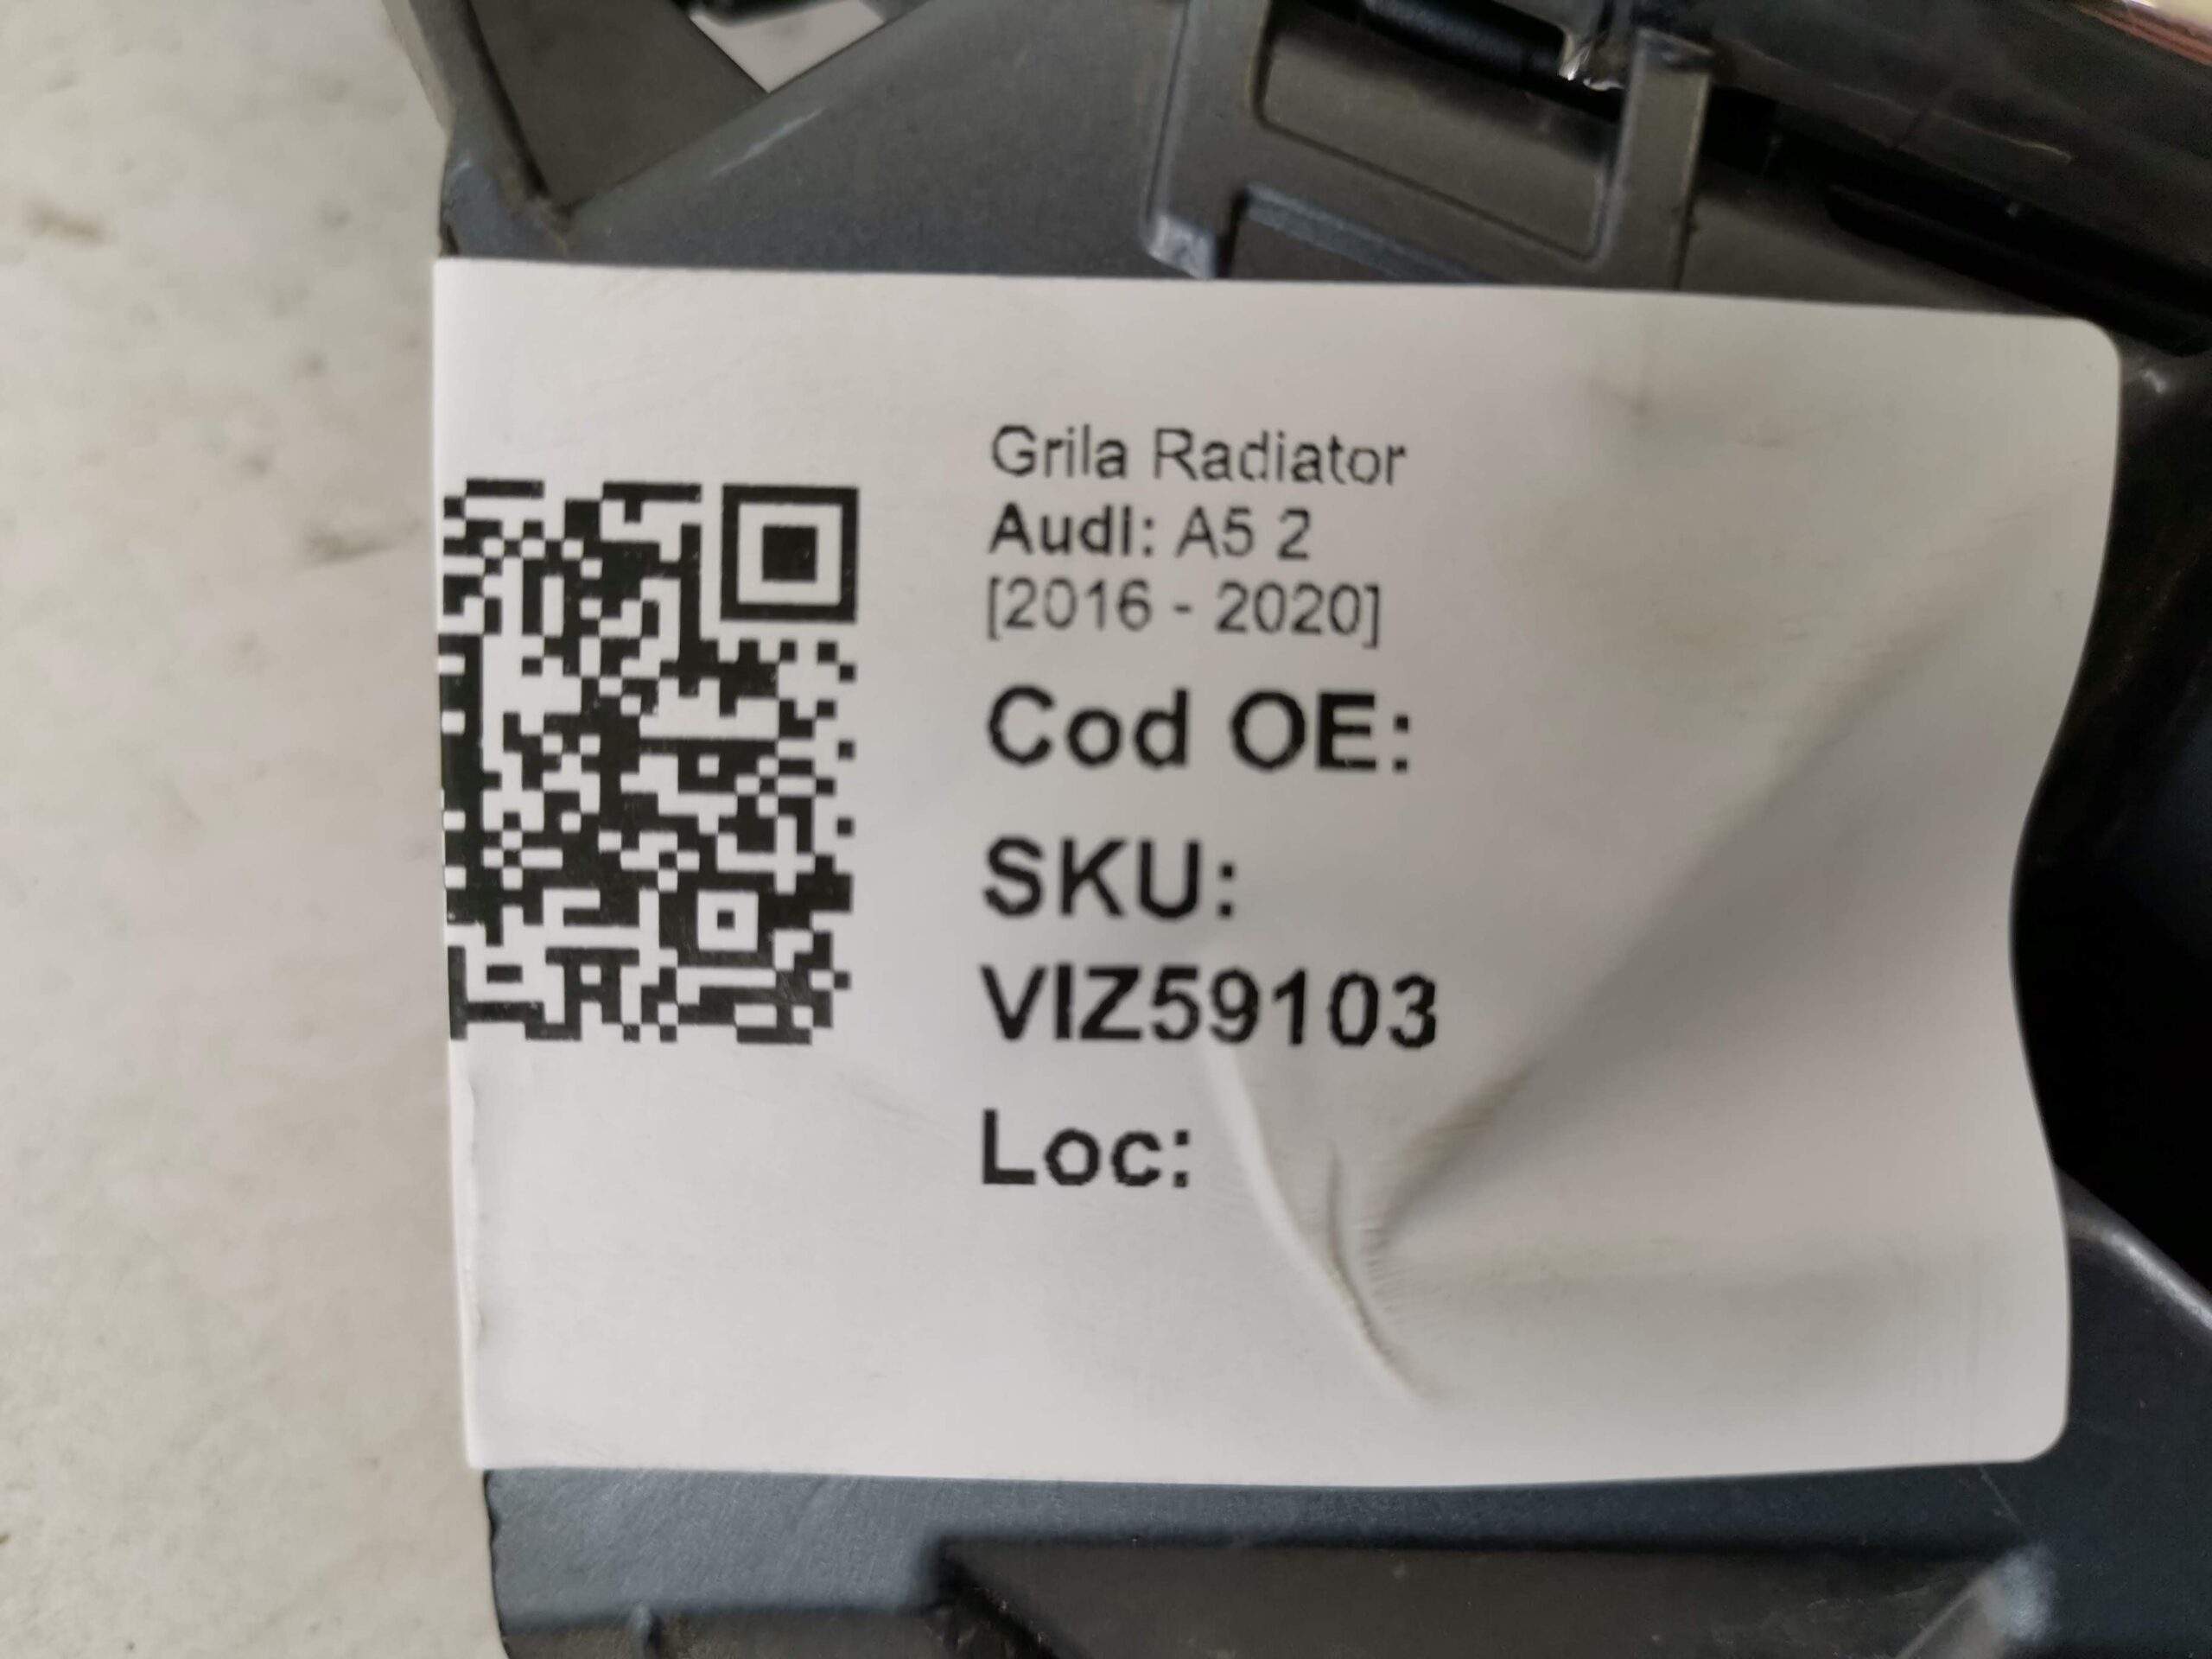 Grila Radiator
Audi: A5 2
[2016 - 2020]
Cod OE:
SKU:
VIZ59103
Loc: